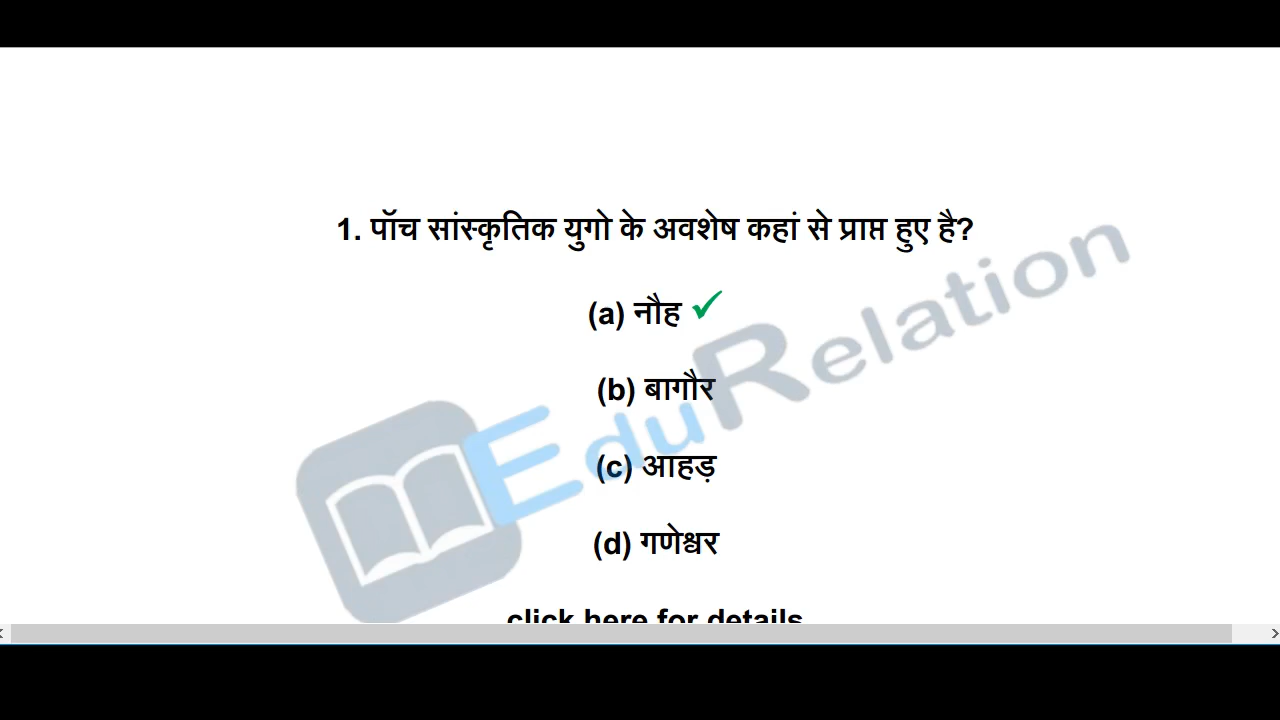 1. पॉच सांस्कृतिक युगो के अवशेष कहां से प्राप्त हुए है?
(a) नौह ✓
(b) बागौर
(c) आहड़
(d) गणेश्वर
click here for details
EduRelation